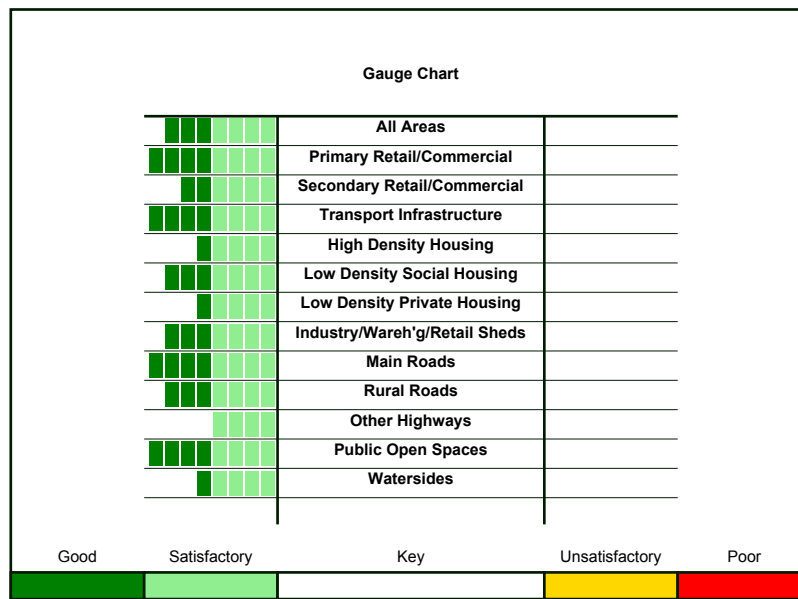 Gauge Chart
All Areas
Primary Retail/Commercial
Secondary Retail/Commercial
Transport Infrastructure
High Density Housing
Low Density Social Housing
Low Density Private Housing
Industry/Wareh'g/Retail Sheds
Main Roads
Rural Roads
Other Highways
Public Open Spaces
Watersides
Good Satisfactory Key Unsatisfactory Poor